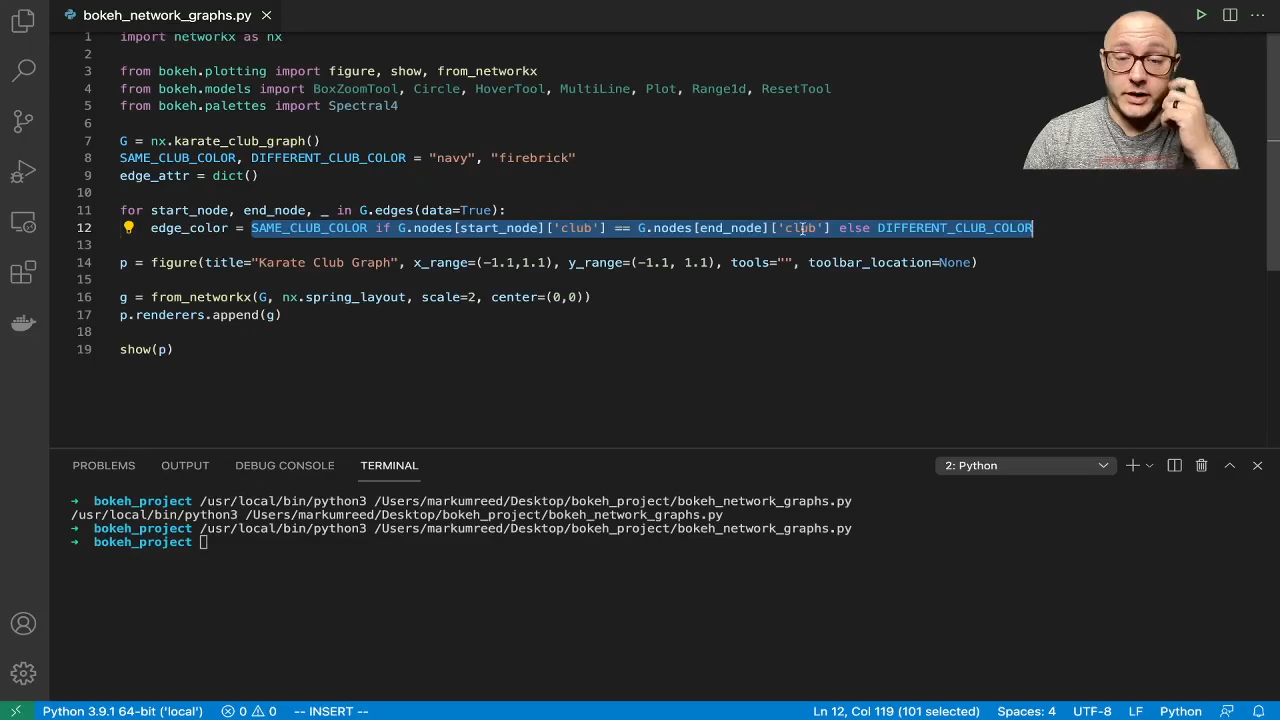 bokeh_network_graphs.py
1 import networkx as nx
2
3 from bokeh.plotting import figure, show, from_networkx
4 from bokeh.models import BoxZoomTool, Circle, HoverTool, MultiLine, Plot, Range1d, ResetTool
5 from bokeh.palettes import Spectral4
6
7 G = nx.karate_club_graph()
8 SAME_CLUB_COLOR, DIFFERENT_CLUB_COLOR = "navy", "firebrick"
9 edge_attr = dict()
10
11 for start_node, end_node, _ in G.edges(data=True):
12 edge_color = SAME_CLUB_COLOR if G.nodes[start_node]['club'] == G.nodes[end_node]['club'] else DIFFERENT_CLUB_COLOR
13
14 p = figure(title="Karate Club Graph", x_range=(-1.1,1.1), y_range=(-1.1, 1.1), tools="", toolbar_location=None)
15
16 g = from_networkx(G, nx.spring_layout, scale=2, center=(0,0))
17 p.renderers.append(g)
18
19 show(p)
PROBLEMS OUTPUT DEBUG CONSOLE TERMINAL 2: Python
→ bokeh_project /usr/local/bin/python3 /Users/markumreed/Desktop/bokeh_project/bokeh_network_graphs.py
/usr/local/bin/python3 /Users/markumreed/Desktop/bokeh_network_graphs.py
→ bokeh_project /usr/local/bin/python3 /Users/markumreed/Desktop/bokeh_project/bokeh_network_graphs.py
→ bokeh_project
Python 3.9.1 64-bit ('local') 0 0 -- INSERT -- Ln 12, Col 119 (101 selected) Spaces: 4 UTF-8 LF Python